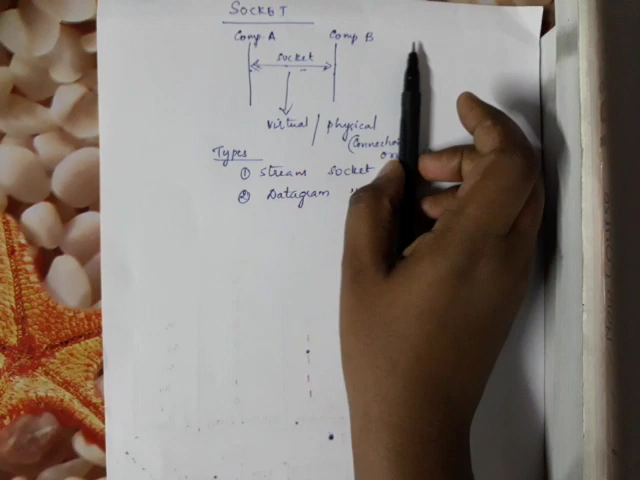 SOCKET
Comp. A Comp B
socket
virtual / physical
(Connection
Types
① Stream Socket
② Datagram "